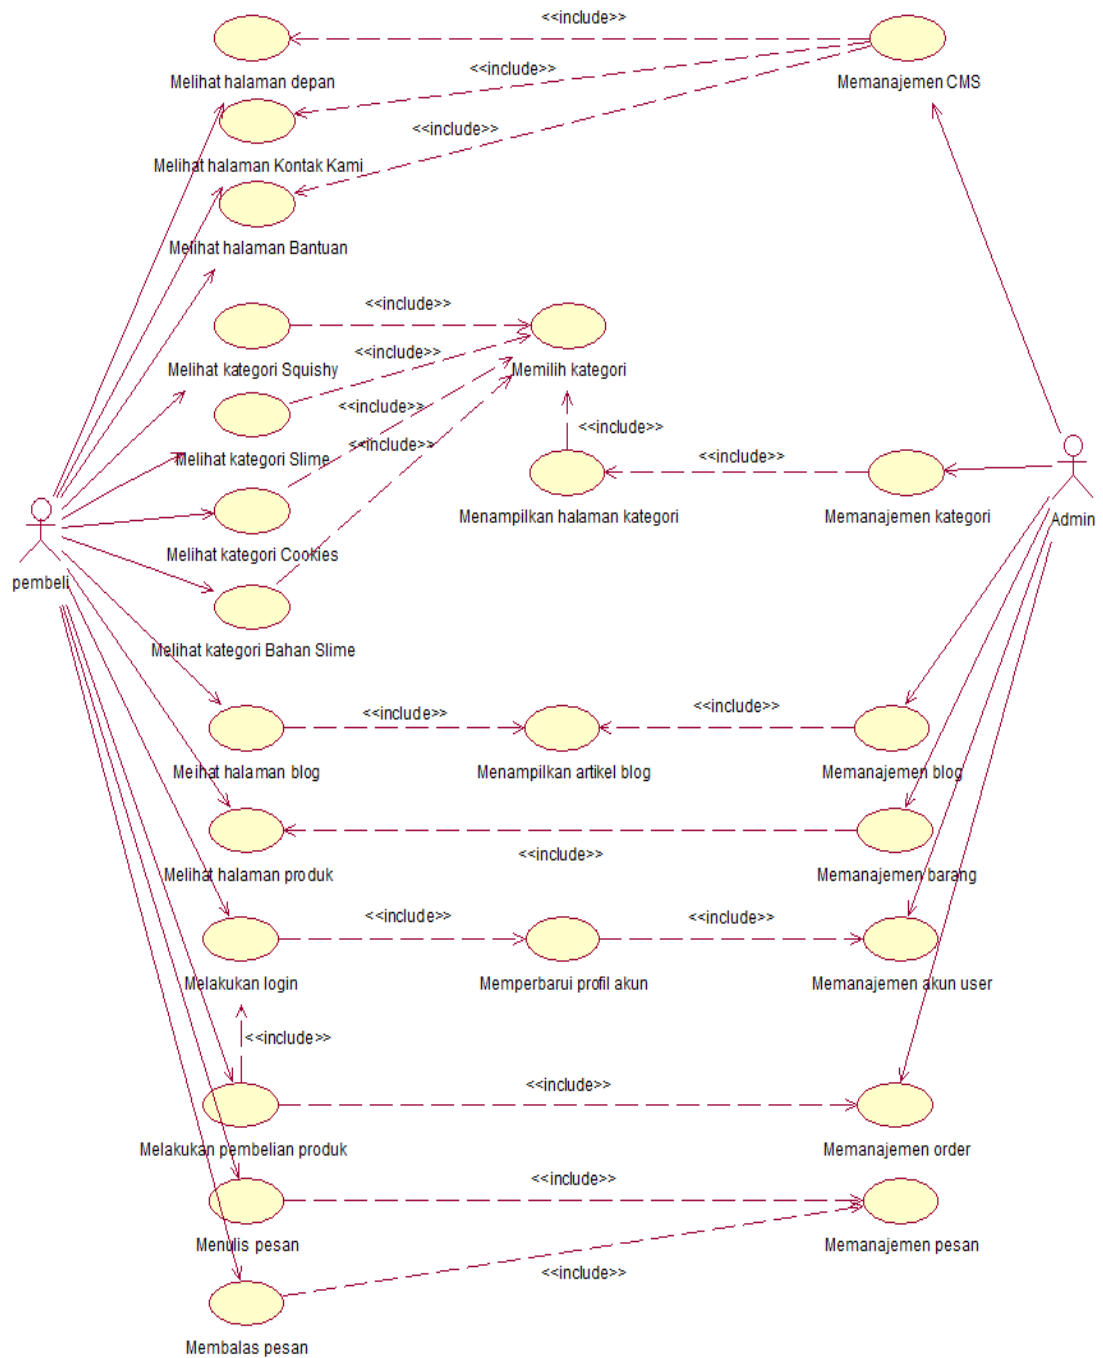 <<include>>
Melihat halaman depan
Memanajemen CMS
<<include>>
<<include>>
Melihat halaman Kontak Kami
Melihat halaman Bantuan
<<include>>
<<include>>
Melihat kategori Squishy
Memilih kategori
<<include>>
<<include>>
<<include>>
Melihat kategori Slime
<<include>>
Menampilkan halaman kategori
Memanajemen kategori
Admin
Melihat kategori Cookies
pembeli
Melihat kategori Bahan Slime
<<include>>
<<include>>
Meihat halaman blog
Menampilkan artikel blog
Memanajemen blog
<<include>>
Melihat halaman produk
Memanajemen barang
<<include>>
<<include>>
Melakukan login
Memperbarui profil akun
Memanajemen akun user
<<include>>
<<include>>
Melakukan pembelian produk
Memanajemen order
<<include>>
Menulis pesan
Memanajemen pesan
<<include>>
Membalas pesan